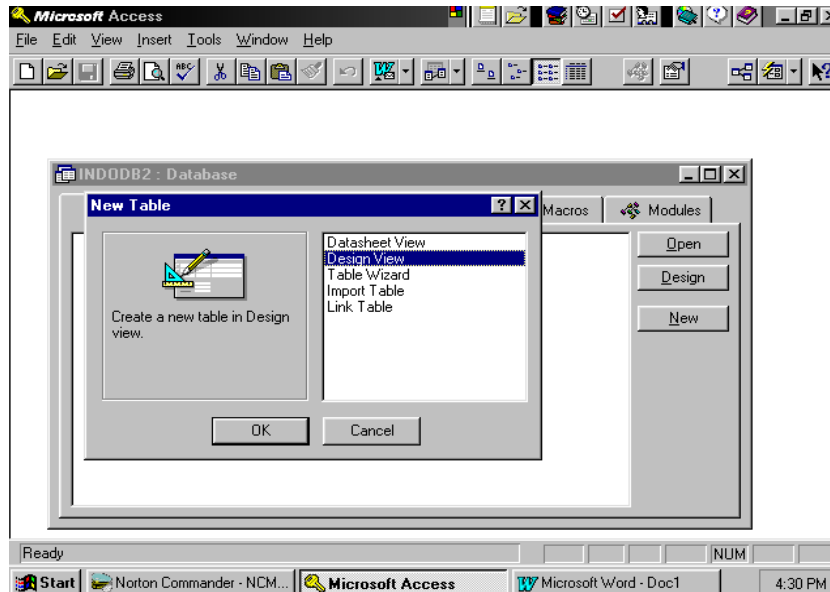 Microsoft Access
File Edit View Insert Tools Window Help
ABC
INDODB2 : Database
New Table
Macros
Modules
Datasheet View
Design View
Table Wizard
Import Table
Link Table
Create a new table in Design
view.
Open
Design
New
OK
Cancel
Ready
NUM
Start
Norton Commander - NCM...
Microsoft Access
Microsoft Word - Doc1
4:30 PM